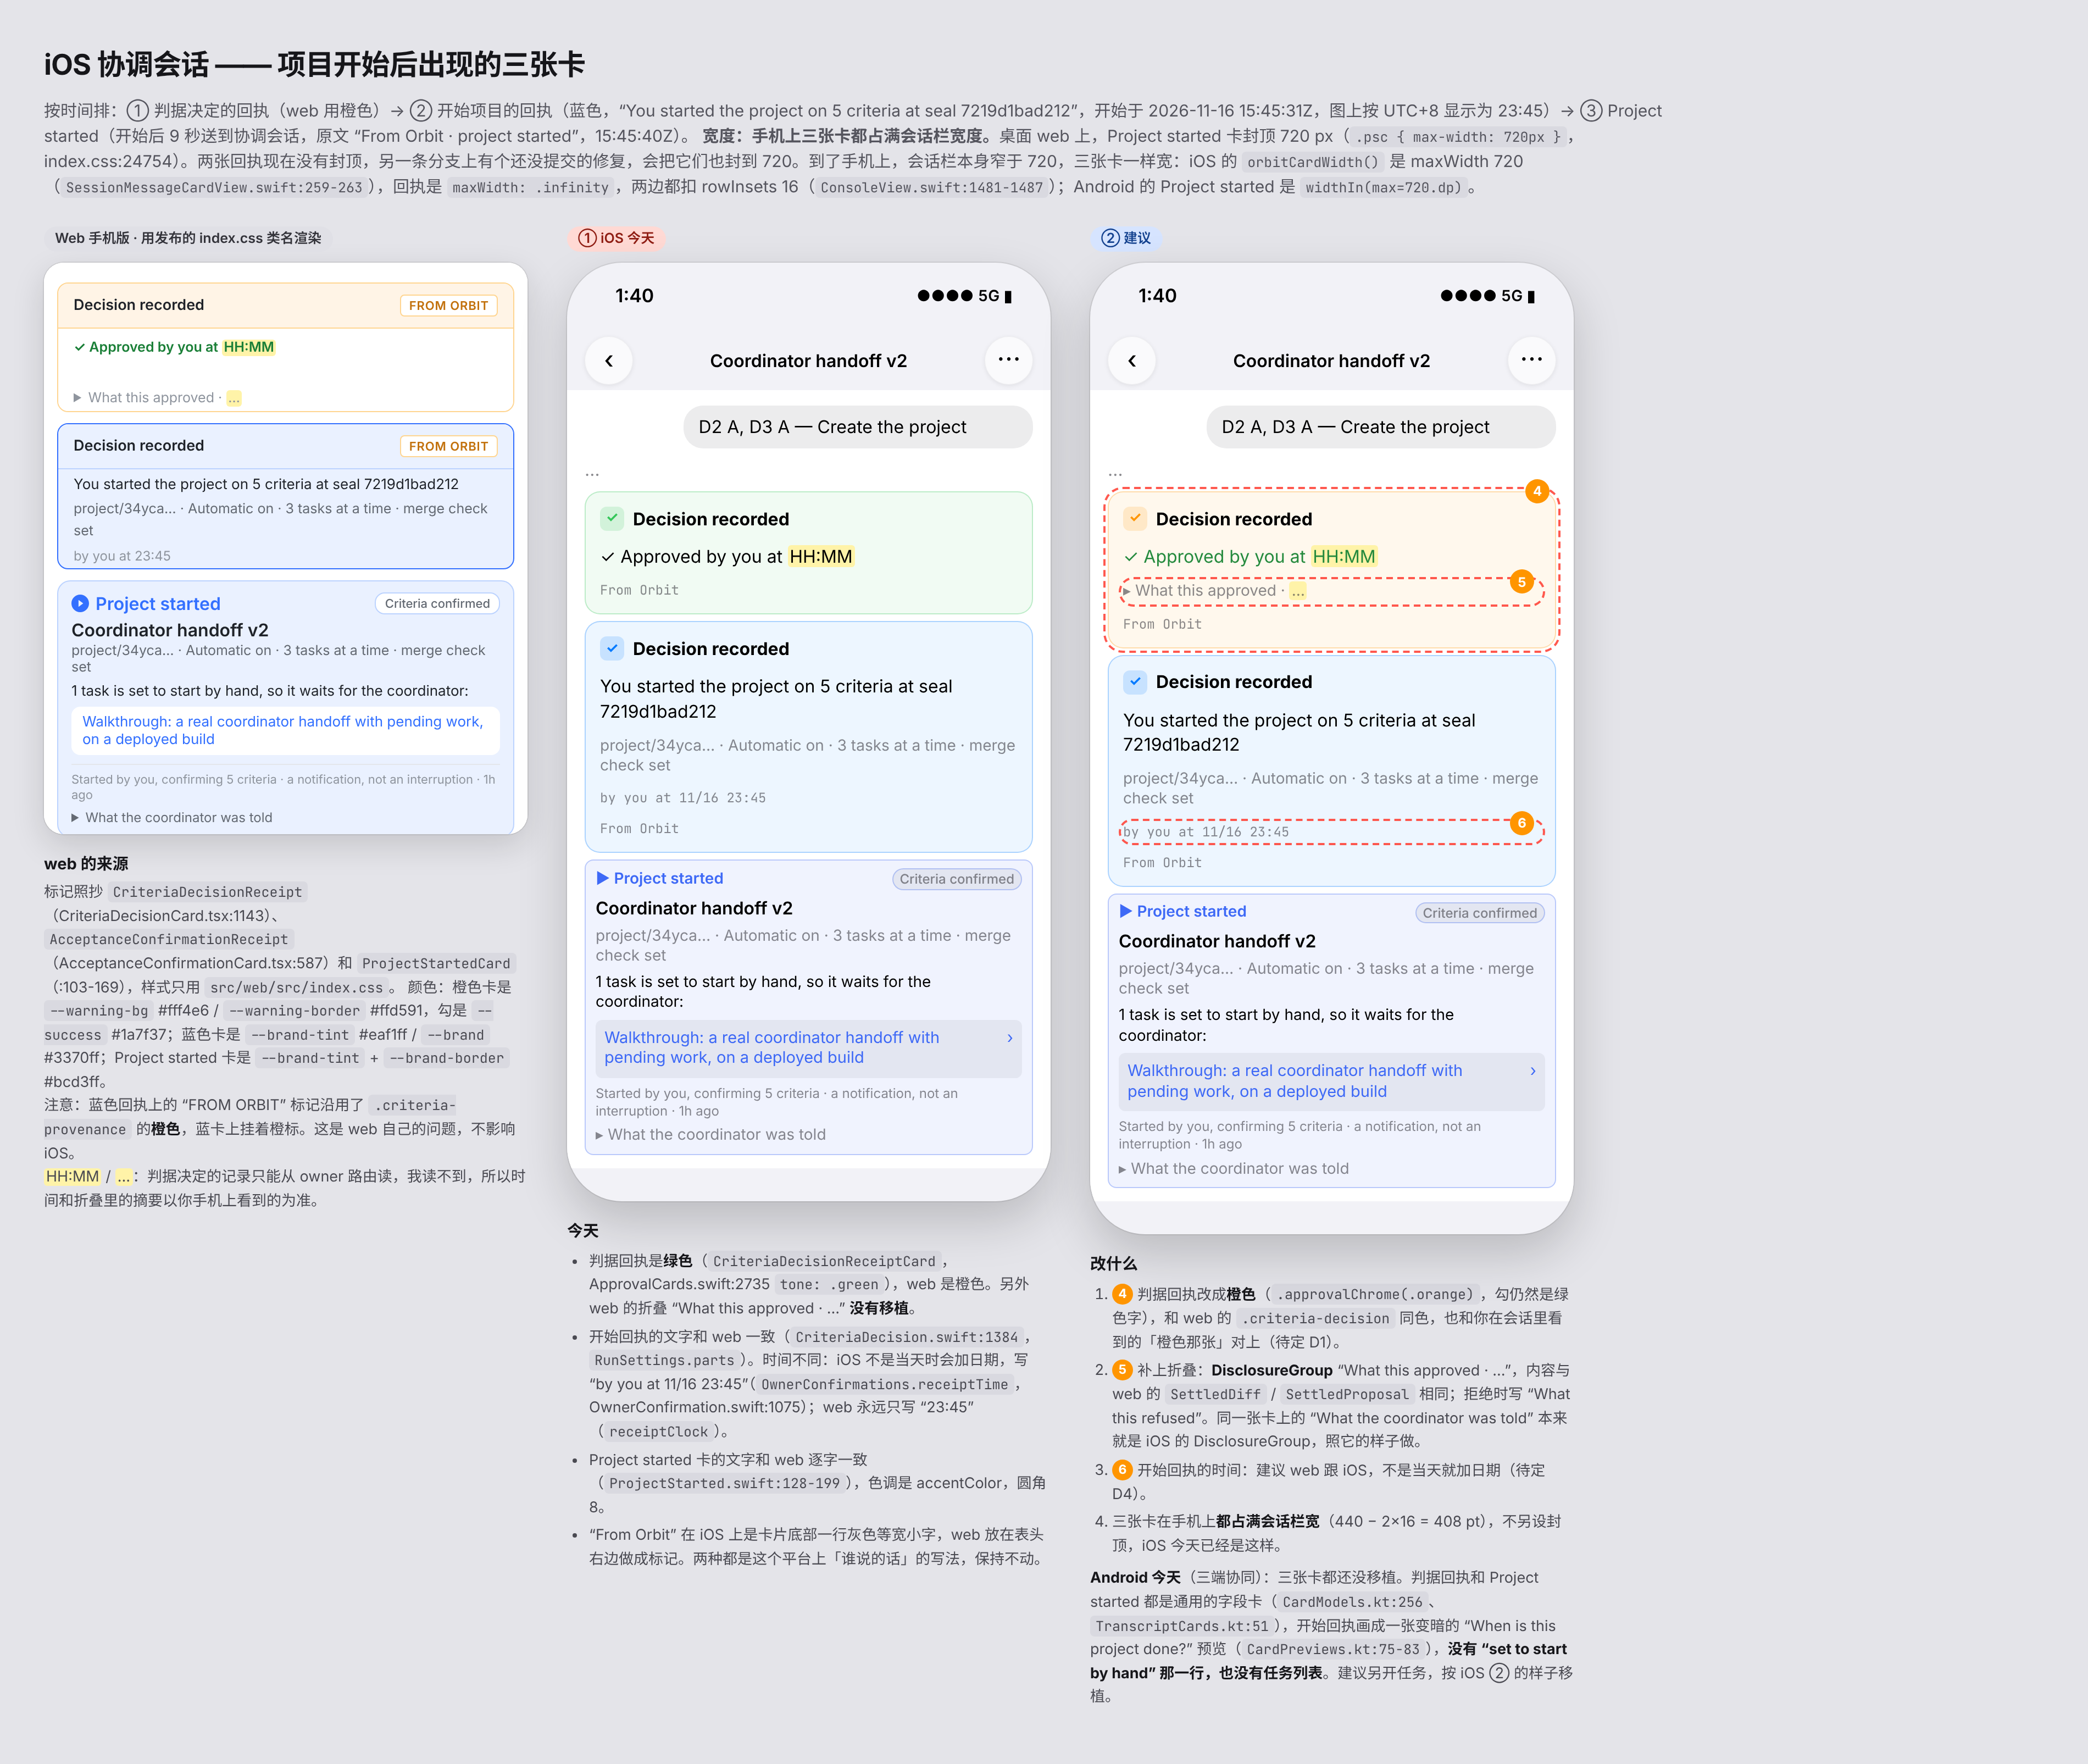 iOS 协调会话 —— 项目开始后出现的三张卡
按时间排：① 判据决定的回执（web 用橙色）→ ② 开始项目的回执（蓝色，“You started the project on 5 criteria at seal 7219d1bad212”，开始于 2026-11-16 15:45:31Z，图上按 UTC+8 显示为 23:45）→ ③ Project
started（开始后 9 秒送到协调会话，原文 “From Orbit · project started”，15:45:40Z）。 宽度：手机上三张卡都占满会话栏宽度。桌面 web 上，Project started 卡封顶 720 px（ .psc { max-width: 720px } ，
index.css:24754）。两张回执现在没有封顶，另一条分支上有个还没提交的修复，会把它们也封到 720。到了手机上，会话栏本身窄于 720，三张卡一样宽：iOS 的 orbitCardWidth() 是 maxWidth 720
（ SessionMessageCardView.swift:259-263 ），回执是 maxWidth: .infinity ，两边都扣 rowInsets 16（ ConsoleView.swift:1481-1487 ）；Android 的 Project started 是 widthIn(max=720.dp) 。
Web 手机版 · 用发布的 index.css 类名渲染
Decision recorded FROM ORBIT
✓ Approved by you at HH:MM
▶ What this approved · …
Decision recorded FROM ORBIT
You started the project on 5 criteria at seal 7219d1bad212
project/34yca… · Automatic on · 3 tasks at a time · merge check
set
by you at 23:45
Project started Criteria confirmed
Coordinator handoff v2
project/34yca… · Automatic on · 3 tasks at a time · merge check
set
1 task is set to start by hand, so it waits for the coordinator:
Walkthrough: a real coordinator handoff with pending work,
on a deployed build
Started by you, confirming 5 criteria · a notification, not an interruption · 1h
ago
▶ What the coordinator was told
web 的来源
标记照抄 CriteriaDecisionReceipt
（CriteriaDecisionCard.tsx:1143）、
AcceptanceConfirmationReceipt
（AcceptanceConfirmationCard.tsx:587）和 ProjectStartedCard
（:103-169），样式只用 src/web/src/index.css 。 颜色：橙色卡是
--warning-bg #fff4e6 / --warning-border #ffd591，勾是 --
success #1a7f37；蓝色卡是 --brand-tint #eaf1ff / --brand
#3370ff；Project started 卡是 --brand-tint + --brand-border
#bcd3ff。
注意：蓝色回执上的 “FROM ORBIT” 标记沿用了 .criteria-
provenance 的橙色，蓝卡上挂着橙标。这是 web 自己的问题，不影响
iOS。
HH:MM / …：判据决定的记录只能从 owner 路由读，我读不到，所以时
间和折叠里的摘要以你手机上看到的为准。
① iOS 今天
1:40 ●●●● 5G ▮
‹ Coordinator handoff v2 ···
D2 A, D3 A — Create the project
…
✓ Decision recorded
✓ Approved by you at HH:MM
From Orbit
✓ Decision recorded
You started the project on 5 criteria at seal
7219d1bad212
project/34yca… · Automatic on · 3 tasks at a time · merge
check set
by you at 11/16 23:45
From Orbit
▶ Project started Criteria confirmed
Coordinator handoff v2
project/34yca… · Automatic on · 3 tasks at a time · merge
check set
1 task is set to start by hand, so it waits for the
coordinator:
Walkthrough: a real coordinator handoff with ›
pending work, on a deployed build
Started by you, confirming 5 criteria · a notification, not an
interruption · 1h ago
▸ What the coordinator was told
今天
• 判据回执是绿色（ CriteriaDecisionReceiptCard ，
ApprovalCards.swift:2735 tone: .green ），web 是橙色。另外
web 的折叠 “What this approved · …” 没有移植。
• 开始回执的文字和 web 一致（ CriteriaDecision.swift:1384 ，
RunSettings.parts ）。时间不同：iOS 不是当天时会加日期，写
“by you at 11/16 23:45”（ OwnerConfirmations.receiptTime ，
OwnerConfirmation.swift:1075）；web 永远只写 “23:45”
（ receiptClock ）。
• Project started 卡的文字和 web 逐字一致
（ ProjectStarted.swift:128-199 ），色调是 accentColor，圆角
8。
• “From Orbit” 在 iOS 上是卡片底部一行灰色等宽小字，web 放在表头
右边做成标记。两种都是这个平台上「谁说的话」的写法，保持不动。
② 建议
1:40 ●●●● 5G ▮
‹ Coordinator handoff v2 ···
D2 A, D3 A — Create the project
…
4
✓ Decision recorded
✓ Approved by you at HH:MM
▸ What this approved · … 5
From Orbit
✓ Decision recorded
You started the project on 5 criteria at seal
7219d1bad212
project/34yca… · Automatic on · 3 tasks at a time · merge
check set
by you at 11/16 23:45 6
From Orbit
▶ Project started Criteria confirmed
Coordinator handoff v2
project/34yca… · Automatic on · 3 tasks at a time · merge
check set
1 task is set to start by hand, so it waits for the
coordinator:
Walkthrough: a real coordinator handoff with ›
pending work, on a deployed build
Started by you, confirming 5 criteria · a notification, not an
interruption · 1h ago
▸ What the coordinator was told
改什么
1. 4 判据回执改成橙色（ .approvalChrome(.orange) ，勾仍然是绿
色字），和 web 的 .criteria-decision 同色，也和你在会话里看
到的「橙色那张」对上（待定 D1）。
2. 5 补上折叠：DisclosureGroup “What this approved · …”，内容与
web 的 SettledDiff / SettledProposal 相同；拒绝时写 “What
this refused”。同一张卡上的 “What the coordinator was told” 本来
就是 iOS 的 DisclosureGroup，照它的样子做。
3. 6 开始回执的时间：建议 web 跟 iOS，不是当天就加日期（待定
D4）。
4. 三张卡在手机上都占满会话栏宽（440 − 2×16 = 408 pt），不另设封
顶，iOS 今天已经是这样。
Android 今天（三端协同）：三张卡都还没移植。判据回执和 Project
started 都是通用的字段卡（ CardModels.kt:256 、
TranscriptCards.kt:51 ），开始回执画成一张变暗的 “When is this
project done?” 预览（ CardPreviews.kt:75-83 ），没有 “set to start
by hand” 那一行，也没有任务列表。建议另开任务，按 iOS ② 的样子移
植。